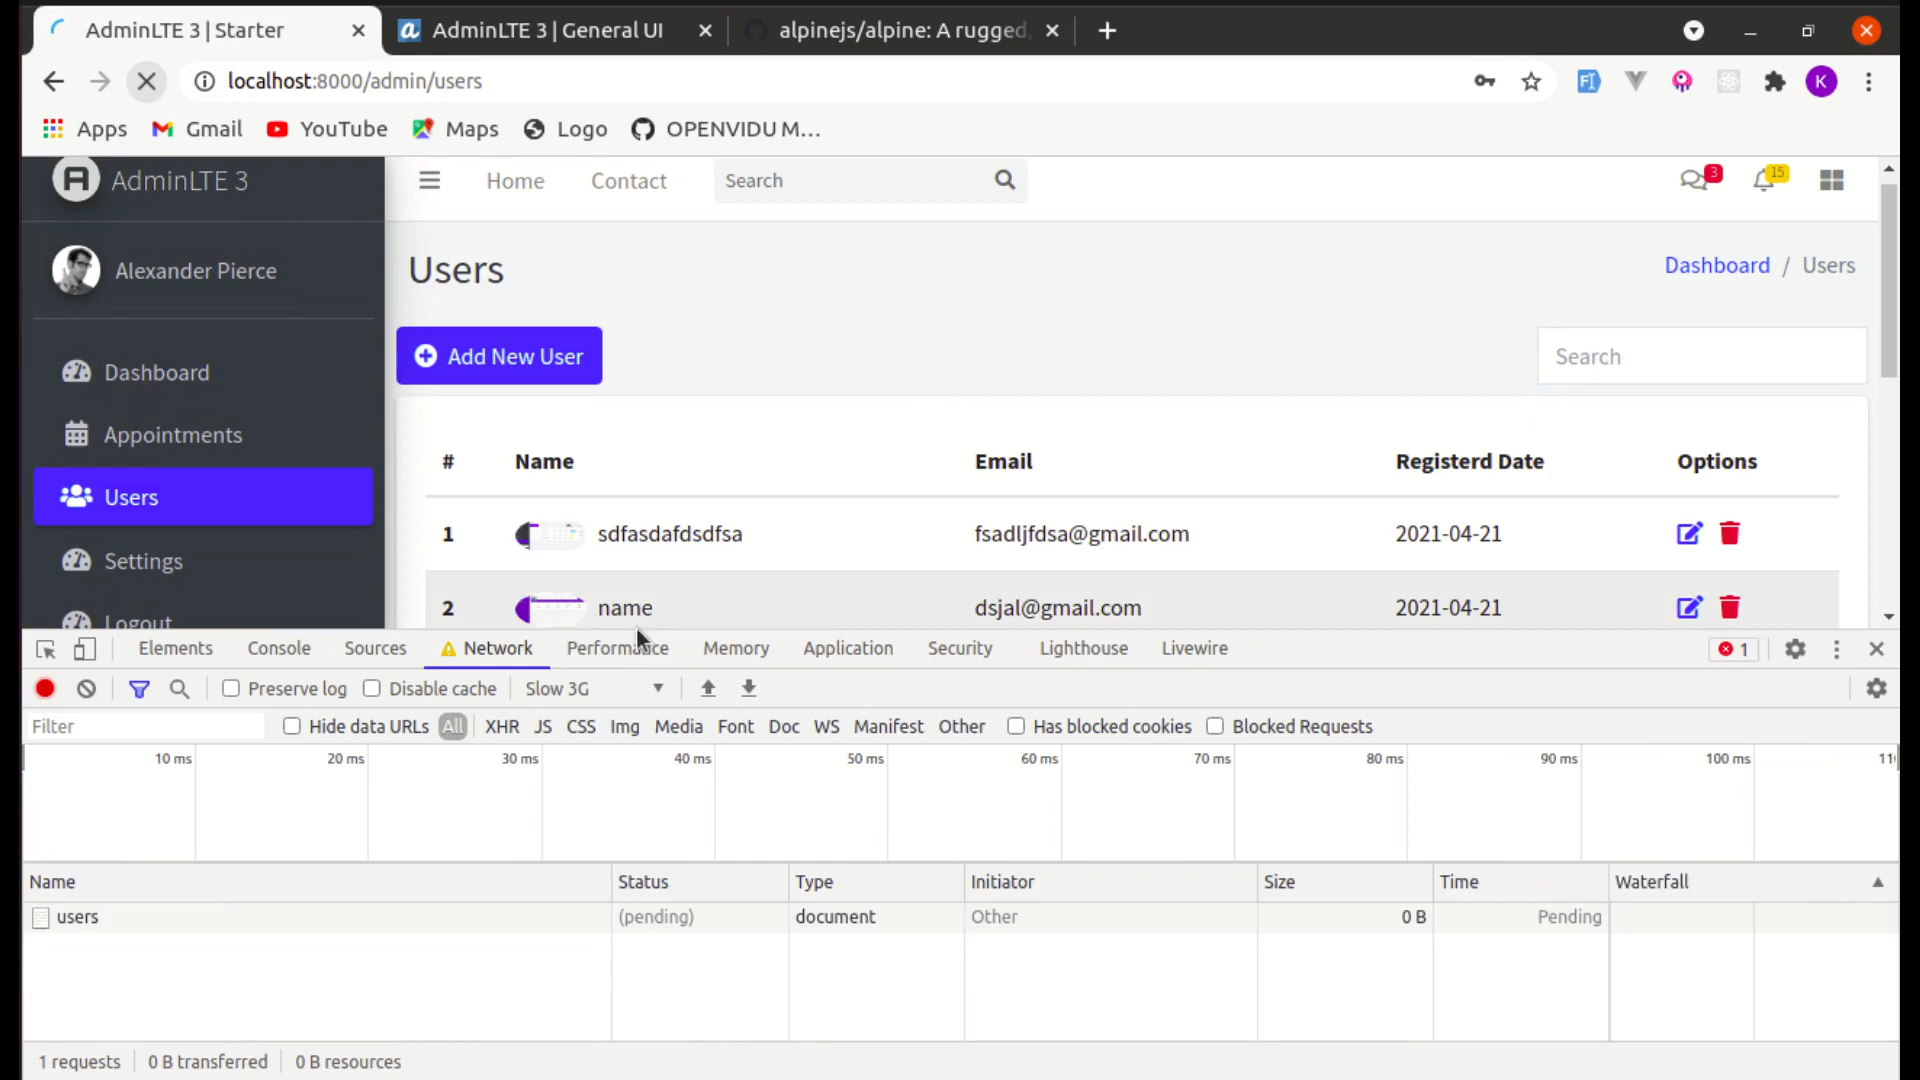 AdminLTE 3 | Starter
AdminLTE 3 | General UI
alpinejs/alpine: A rugged,
localhost:8000/admin/users
K
Apps
Gmail
YouTube
Maps
Logo
OPENVIDU M...
AdminLTE 3
Home
Contact
Search
3
15
Alexander Pierce
Users
Dashboard / Users
Add New User
Search
Dashboard
Appointments
Users
Settings
Logout
# Name Email Registerd Date Options
1 sdfasdafdsdfsa fsadljfdsa@gmail.com 2021-04-21
2 name dsjal@gmail.com 2021-04-21
Elements Console Sources Network Performance Memory Application Security Lighthouse Livewire 1
Preserve log Disable cache Slow 3G
Filter Hide data URLs All XHR JS CSS Img Media Font Doc WS Manifest Other Has blocked cookies Blocked Requests
10 ms 20 ms 30 ms 40 ms 50 ms 60 ms 70 ms 80 ms 90 ms 100 ms
Name Status Type Initiator Size Time Waterfall
users (pending) document Other 0 B Pending
1 requests 0 B transferred 0 B resources